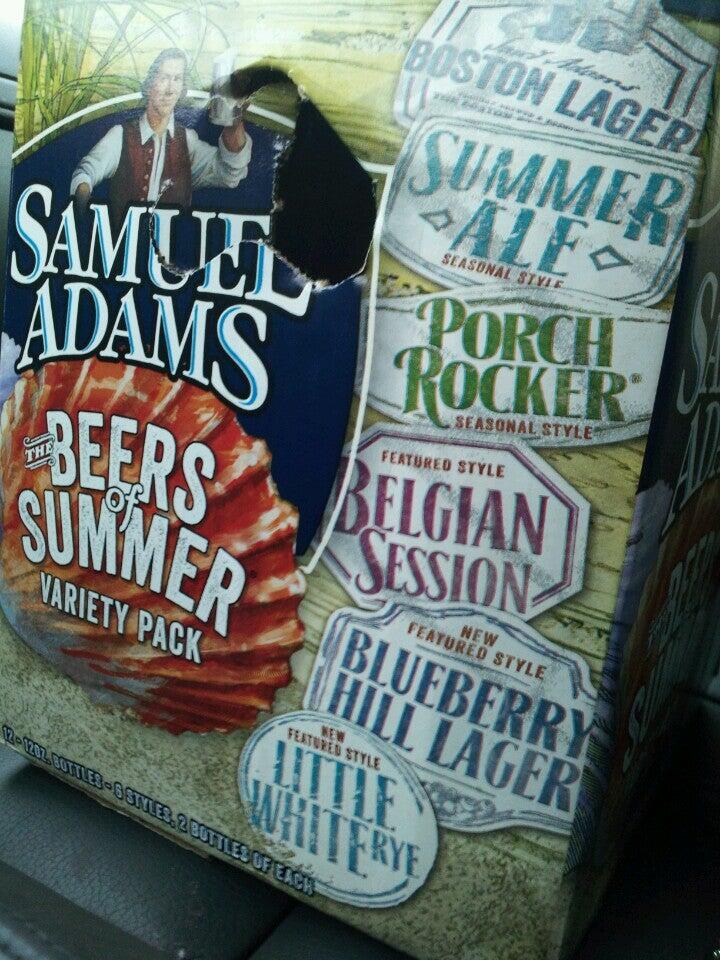 SAMUEL
ADAMS
THE BEERS
of
SUMMER
VARIETY PACK
12 - 12OZ. BOTTLES - 6 STYLES, 2 BOTTLES OF EACH
Samuel Adams
BOSTON LAGER
SUMMER
ALE
SEASONAL STYLE
PORCH
ROCKER®
SEASONAL STYLE
FEATURED STYLE
BELGIAN
SESSION
NEW
FEATURED STYLE
BLUEBERRY
HILL LAGER
NEW
FEATURED STYLE
LITTLE
WHITE RYE